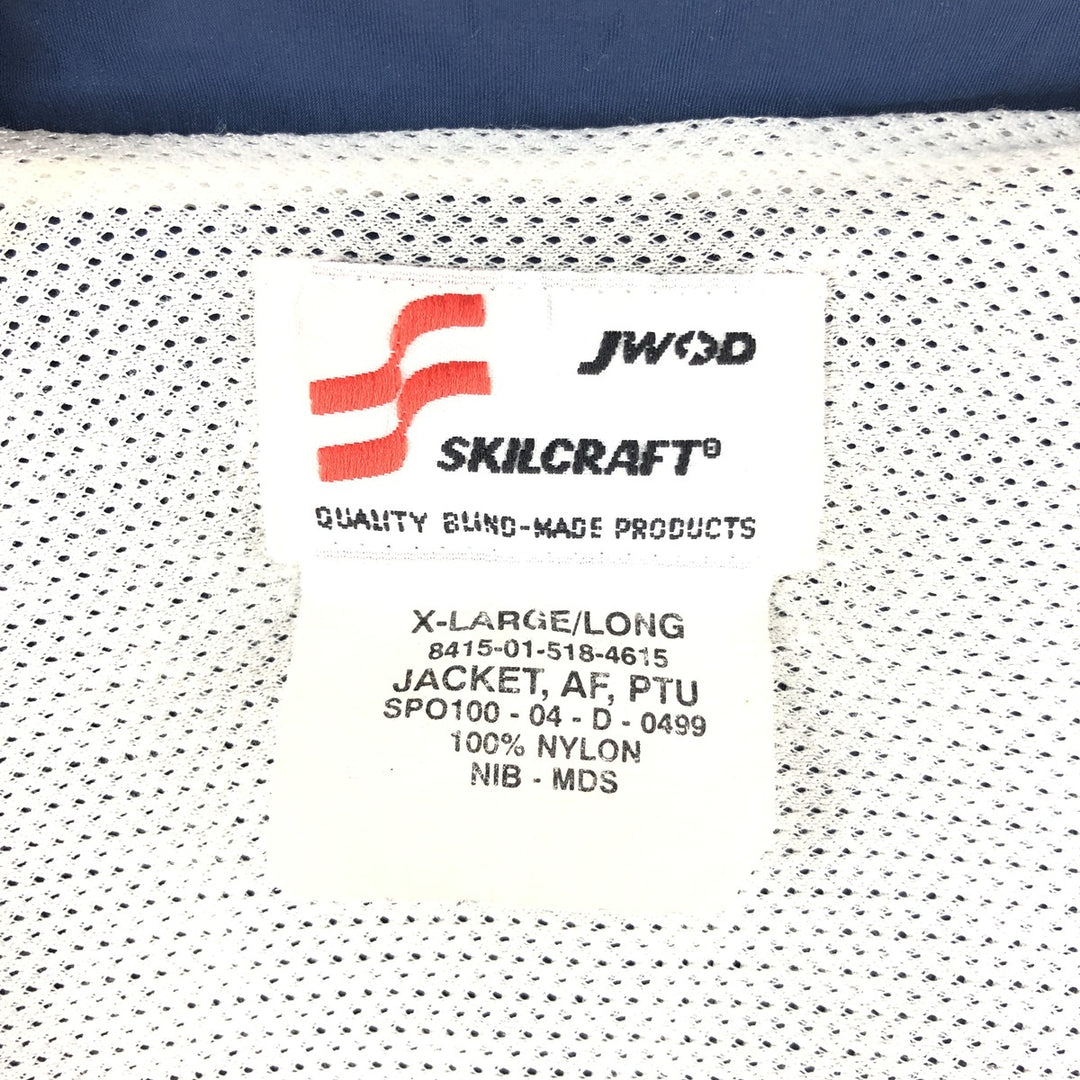 JWOD
SKILCRAFT®
QUALITY BLIND-MADE PRODUCTS
X-LARGE/LONG
8415-01-518-4615
JACKET, AF, PTU
SPO100 - 04 - D - 0499
100% NYLON
NIB - MDS